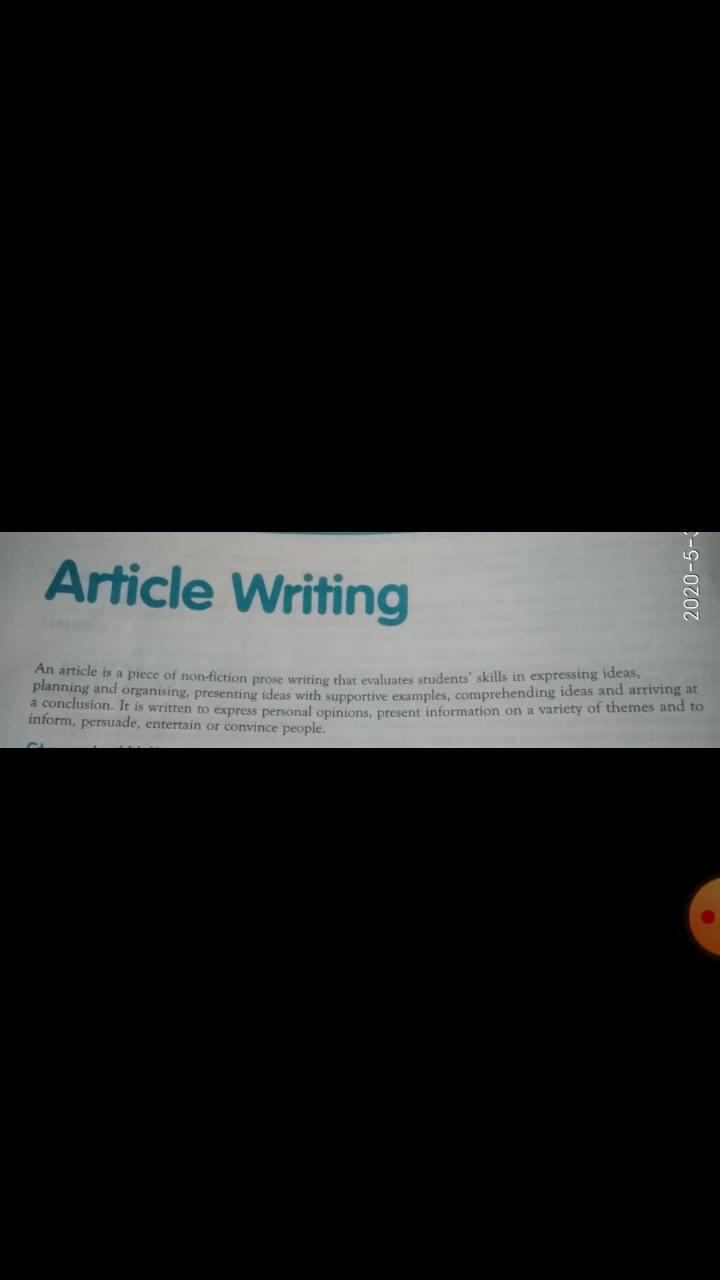 Article Writing
An article is a piece of non-fiction prose writing that evaluates students' skills in expressing ideas,
planning and organising, presenting ideas with supportive examples, comprehending ideas and arriving at
a conclusion. It is written to express personal opinions, present information on a variety of themes and to
inform, persuade, entertain or convince people.
2020-5-